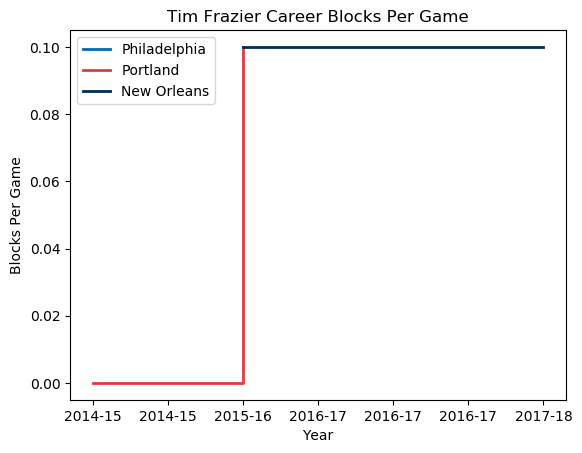 Tim Frazier Career Blocks Per Game
Philadelphia
Portland
New Orleans
Blocks Per Game
0.10
0.08
0.06
0.04
0.02
0.00
2014-15 2014-15 2015-16 2016-17 2016-17 2016-17 2017-18
Year